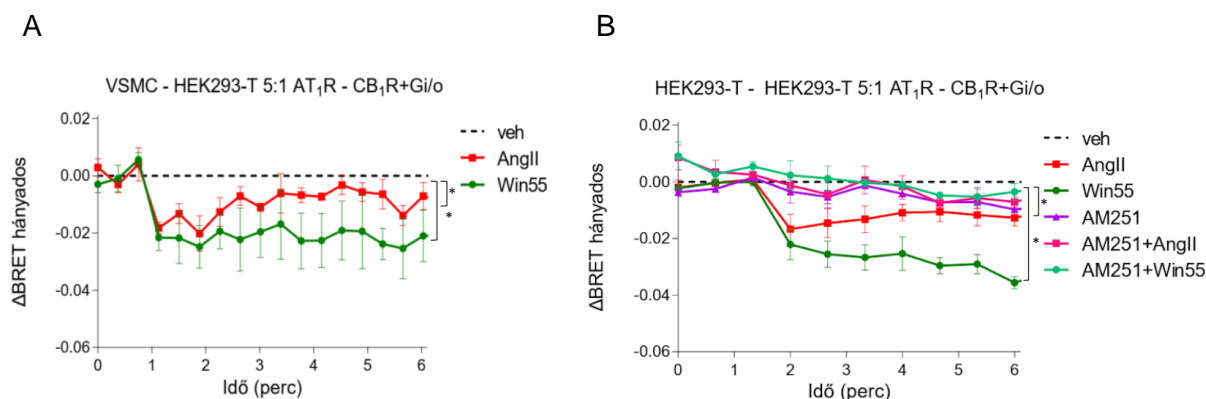 A
VSMC - HEK293-T 5:1 AT₁R - CB₁R+Gi/o
ΔBRET hányados
0.02
0.00
-0.02
-0.04
-0.06
0 1 2 3 4 5 6
Idő (perc)
veh
AngII
Win55
*
*
B
HEK293-T - HEK293-T 5:1 AT₁R - CB₁R+Gi/o
ΔBRET hányados
0.02
0.00
-0.02
-0.04
-0.06
0 1 2 3 4 5 6
Idő (perc)
veh
AngII
Win55
AM251
AM251+AngII
AM251+Win55
*
*